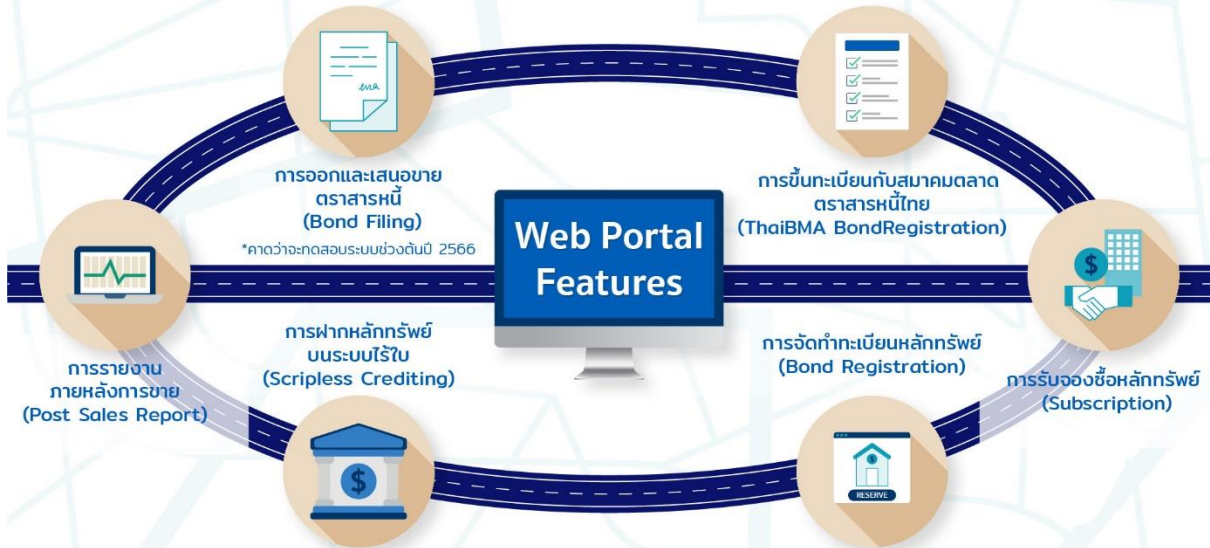 การออกและเสนอขาย
ตราสารหนี้
(Bond Filing)
*คาดว่าจะทดสอบระบบช่วงต้นปี 2566
การขึ้นทะเบียนกับสมาคมตลาด
ตราสารหนี้ไทย
(ThaiBMA BondRegistration)
Web Portal
Features
การรับจองซื้อหลักทรัพย์
(Subscription)
การจัดทำทะเบียนหลักทรัพย์
(Bond Registration)
RESERVE
การฝากหลักทรัพย์
บนระบบไร้ใบ
(Scripless Crediting)
การรายงาน
ภายหลังการขาย
(Post Sales Report)